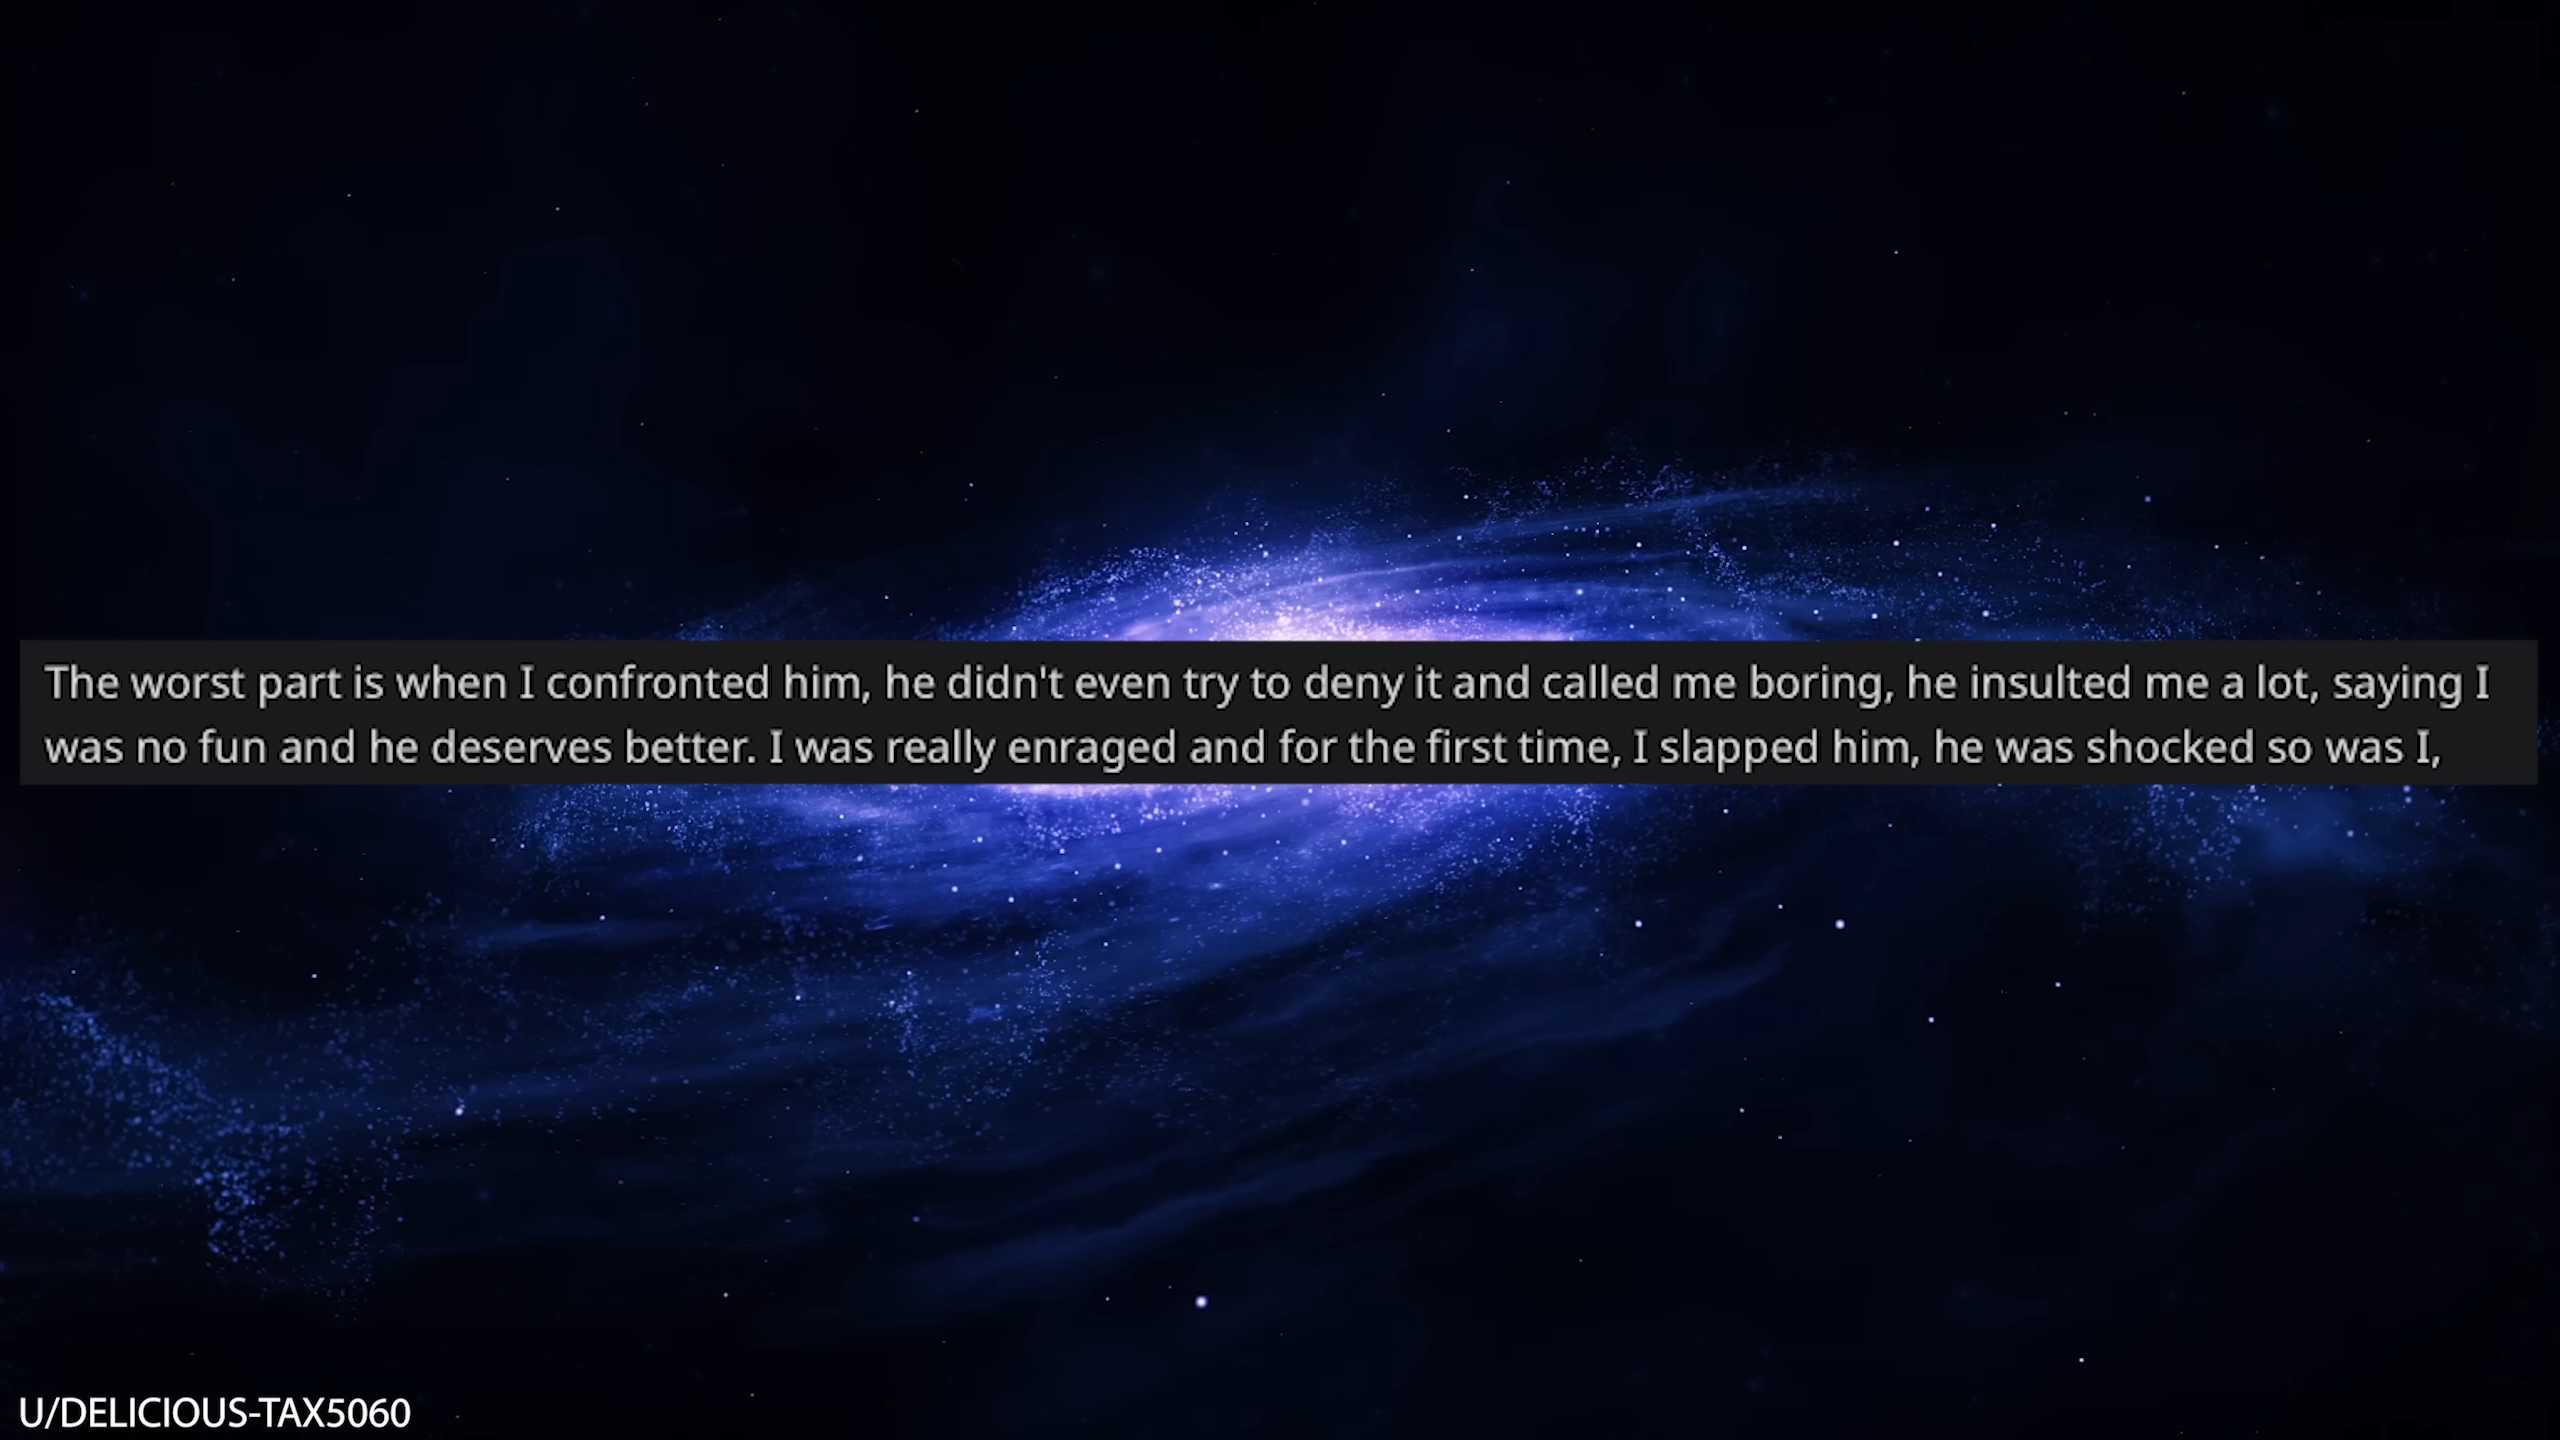 The worst part is when I confronted him, he didn't even try to deny it and called me boring, he insulted me a lot, saying I
was no fun and he deserves better. I was really enraged and for the first time, I slapped him, he was shocked so was I,
U/DELICIOUS-TAX5060